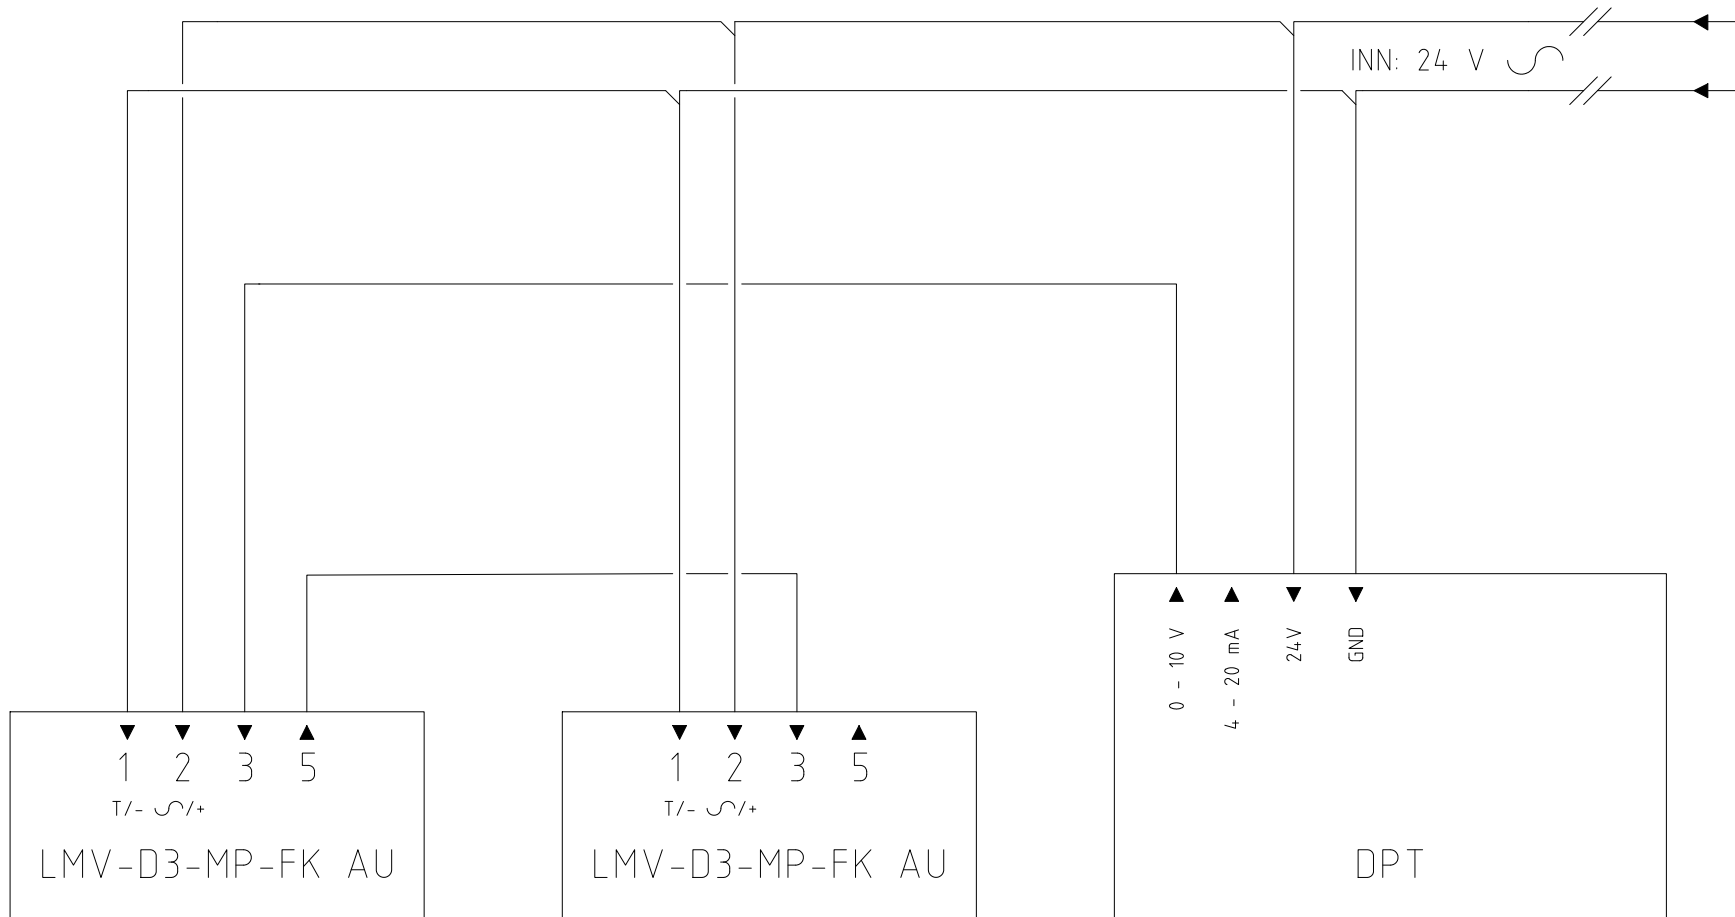 INN: 24 V
0 - 10 V
4 - 20 mA
24V
GND
1 2 3 5
T/- /+
LMV-D3-MP-FK AU
1 2 3 5
T/- /+
LMV-D3-MP-FK AU
DPT